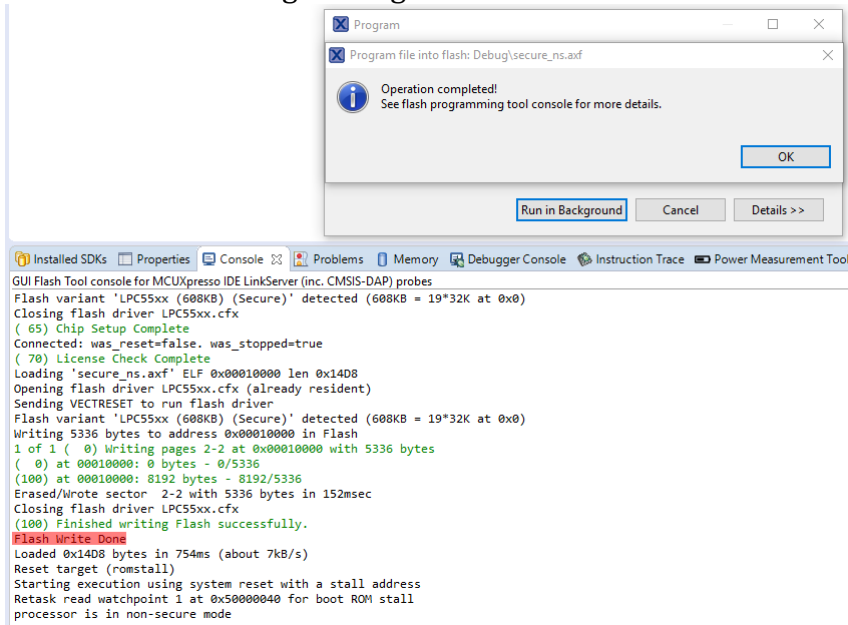 Program
Program file into flash: Debug\secure_ns.axf
Operation completed!
See flash programming tool console for more details.
OK
Run in Background
Cancel
Details >>
Installed SDKs Properties Console Problems Memory Debugger Console Instruction Trace Power Measurement Tool
GUI Flash Tool console for MCUXpresso IDE LinkServer (inc. CMSIS-DAP) probes
Flash variant 'LPC55xx (608KB) (Secure)' detected (608KB = 19*32K at 0x0)
Closing flash driver LPC55xx.cfx
( 65) Chip Setup Complete
Connected: was_reset=false. was_stopped=true
( 70) License Check Complete
Loading 'secure_ns.axf' ELF 0x00010000 len 0x14D8
Opening flash driver LPC55xx.cfx (already resident)
Sending VECTRESET to run flash driver
Flash variant 'LPC55xx (608KB) (Secure)' detected (608KB = 19*32K at 0x0)
Writing 5336 bytes to address 0x00010000 in Flash
1 of 1 (  0) Writing pages 2-2 at 0x00010000 with 5336 bytes
(  0) at 00010000: 0 bytes - 0/5336
(100) at 00010000: 8192 bytes - 8192/5336
Erased/Wrote sector  2-2 with 5336 bytes in 152msec
Closing flash driver LPC55xx.cfx
(100) Finished writing Flash successfully.
Flash Write Done
Loaded 0x14D8 bytes in 754ms (about 7kB/s)
Reset target (romstall)
Starting execution using system reset with a stall address
Retask read watchpoint 1 at 0x50000040 for boot ROM stall
processor is in non-secure mode